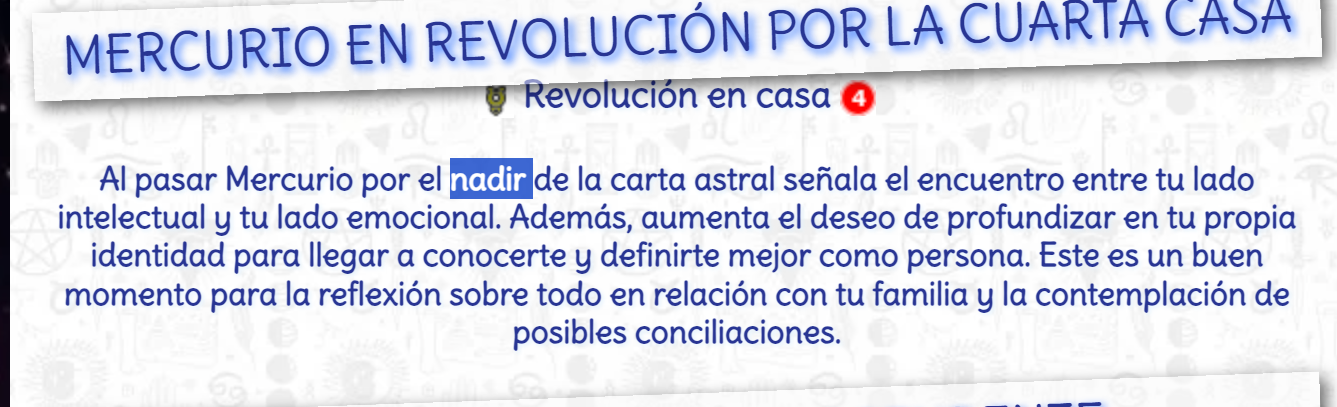 MERCURIO EN REVOLUCIÓN POR LA CUARTA CASA
Revolución en casa 4
Al pasar Mercurio por el nadir de la carta astral señala el encuentro entre tu lado
intelectual y tu lado emocional. Además, aumenta el deseo de profundizar en tu propia
identidad para llegar a conocerte y definirte mejor como persona. Este es un buen
momento para la reflexión sobre todo en relación con tu familia y la contemplación de
posibles conciliaciones.